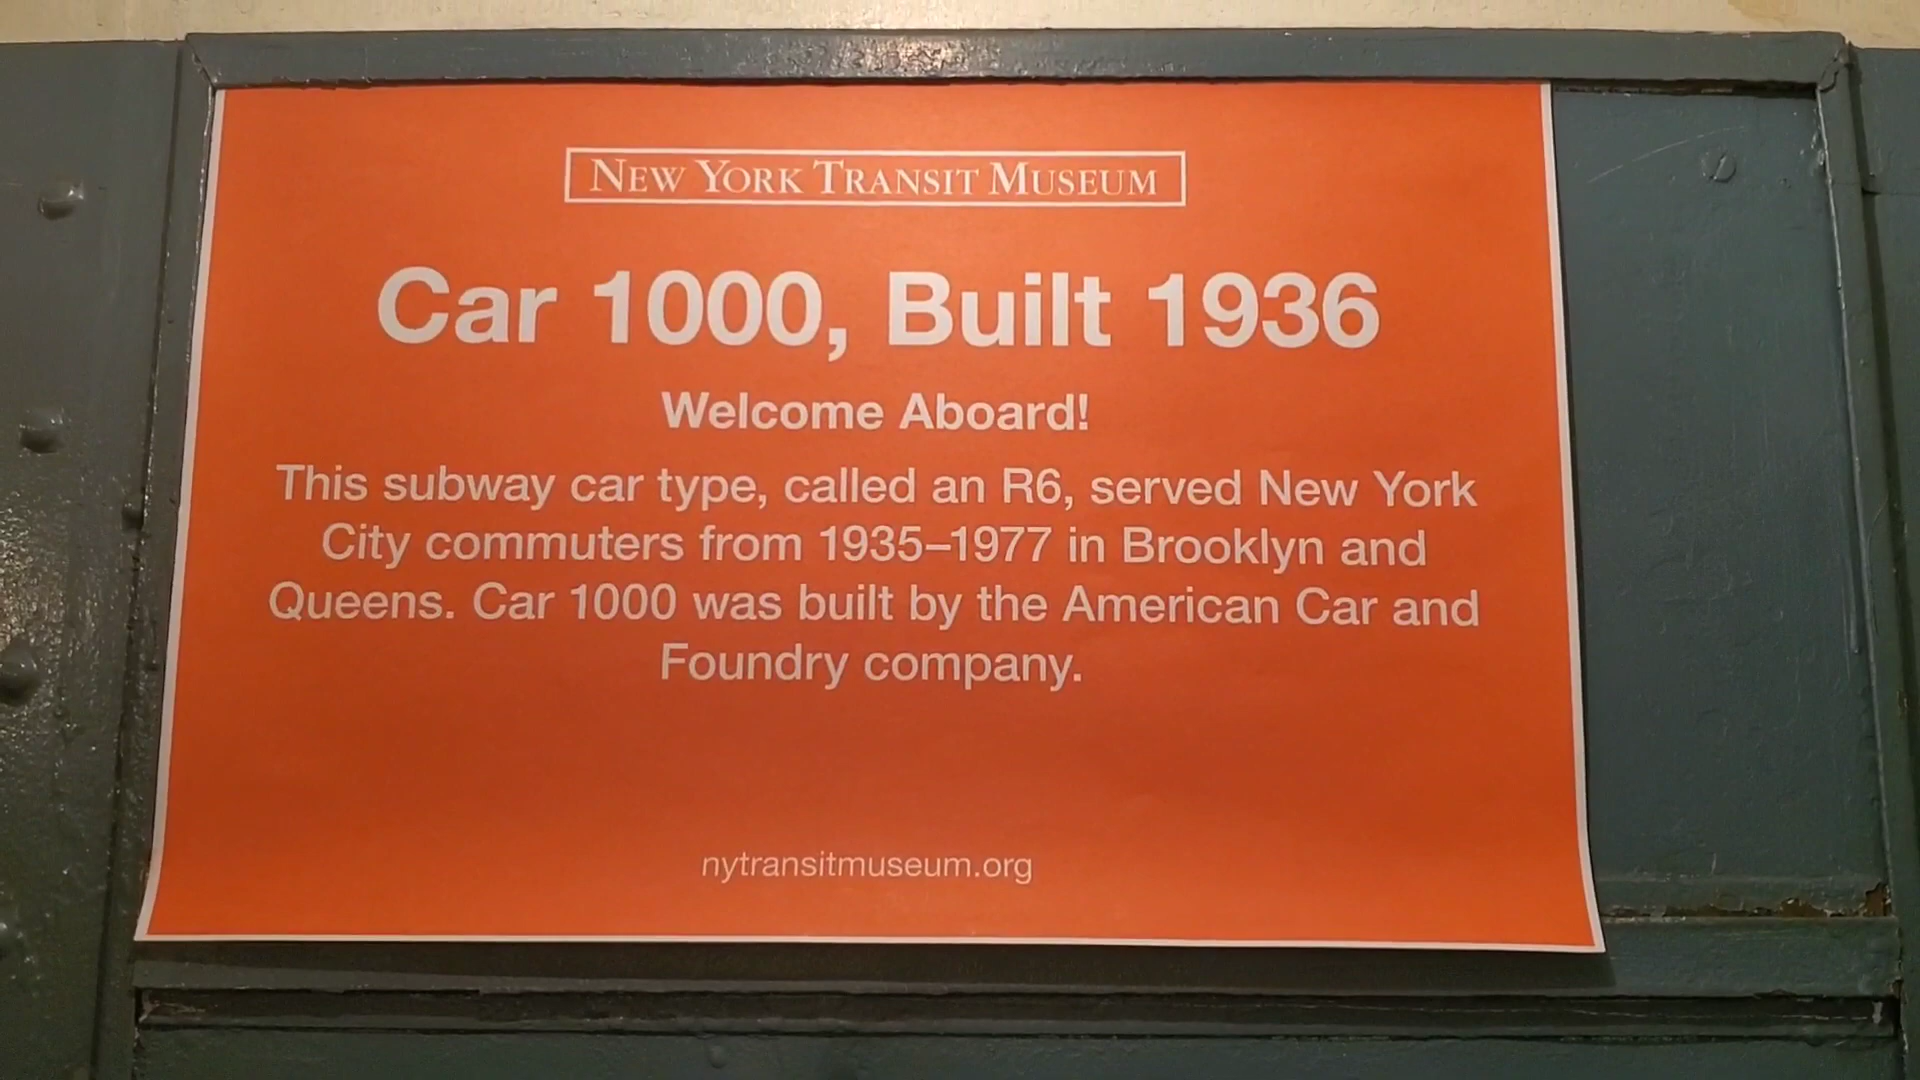 NEW YORK TRANSIT MUSEUM
Car 1000, Built 1936
Welcome Aboard!
This subway car type, called an R6, served New York
City commuters from 1935–1977 in Brooklyn and
Queens. Car 1000 was built by the American Car and
Foundry company.
nytransitmuseum.org